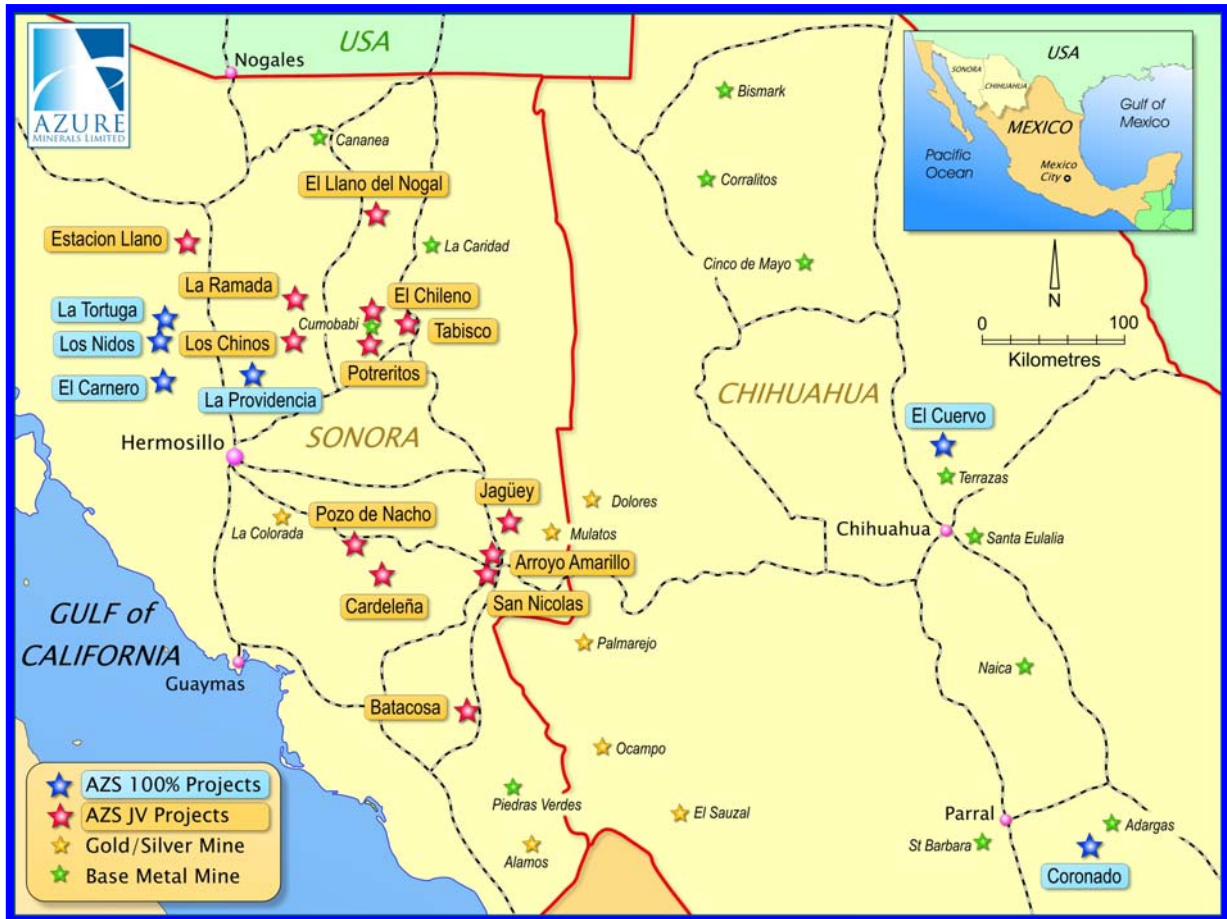 AZURE
MINERALS LIMITED
USA
Nogales
Cananea
El Llano del Nogal
Estacion Llano
La Caridad
La Ramada
El Chileno
La Tortuga
Cumobabi
Tabisco
Los Nidos
Los Chinos
Potreritos
El Carnero
La Providencia
Hermosillo
SONORA
Jagüey
Pozo de Nacho
La Colorada
Dolores
Mulatos
Arroyo Amarillo
Cardeleña
San Nicolas
GULF of
CALIFORNIA
Guaymas
Palmarejo
Batacosa
Ocampo
Piedras Verdes
El Sauzal
Alamos
Bismark
Corralitos
Cinco de Mayo
CHIHUAHUA
El Cuervo
Terrazas
Chihuahua
Santa Eulalia
Naica
Parral
St Barbara
Adargas
Coronado
USA
SONORA
CHIHUAHUA
MEXICO
Gulf of
Mexico
Pacific
Ocean
Mexico
City
N
0 100
Kilometres
AZS 100% Projects
AZS JV Projects
Gold/Silver Mine
Base Metal Mine